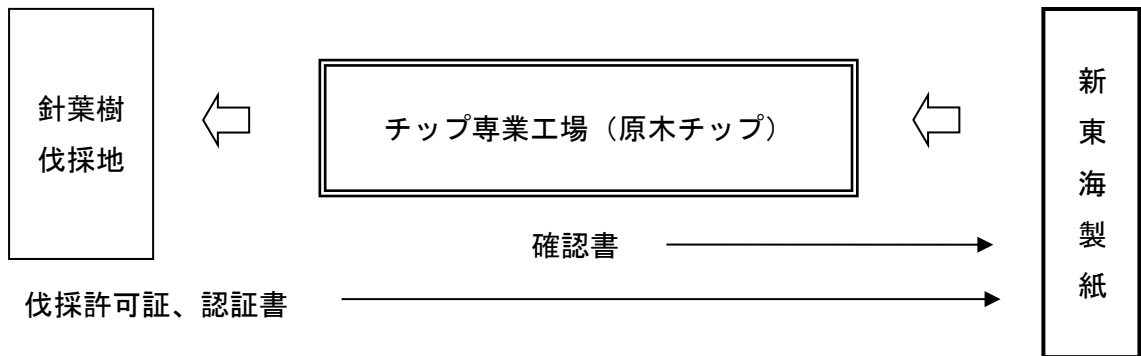 針葉樹
伐採地
チップ専業工場（原木チップ）
新東海製紙
確認書
伐採許可証、認証書